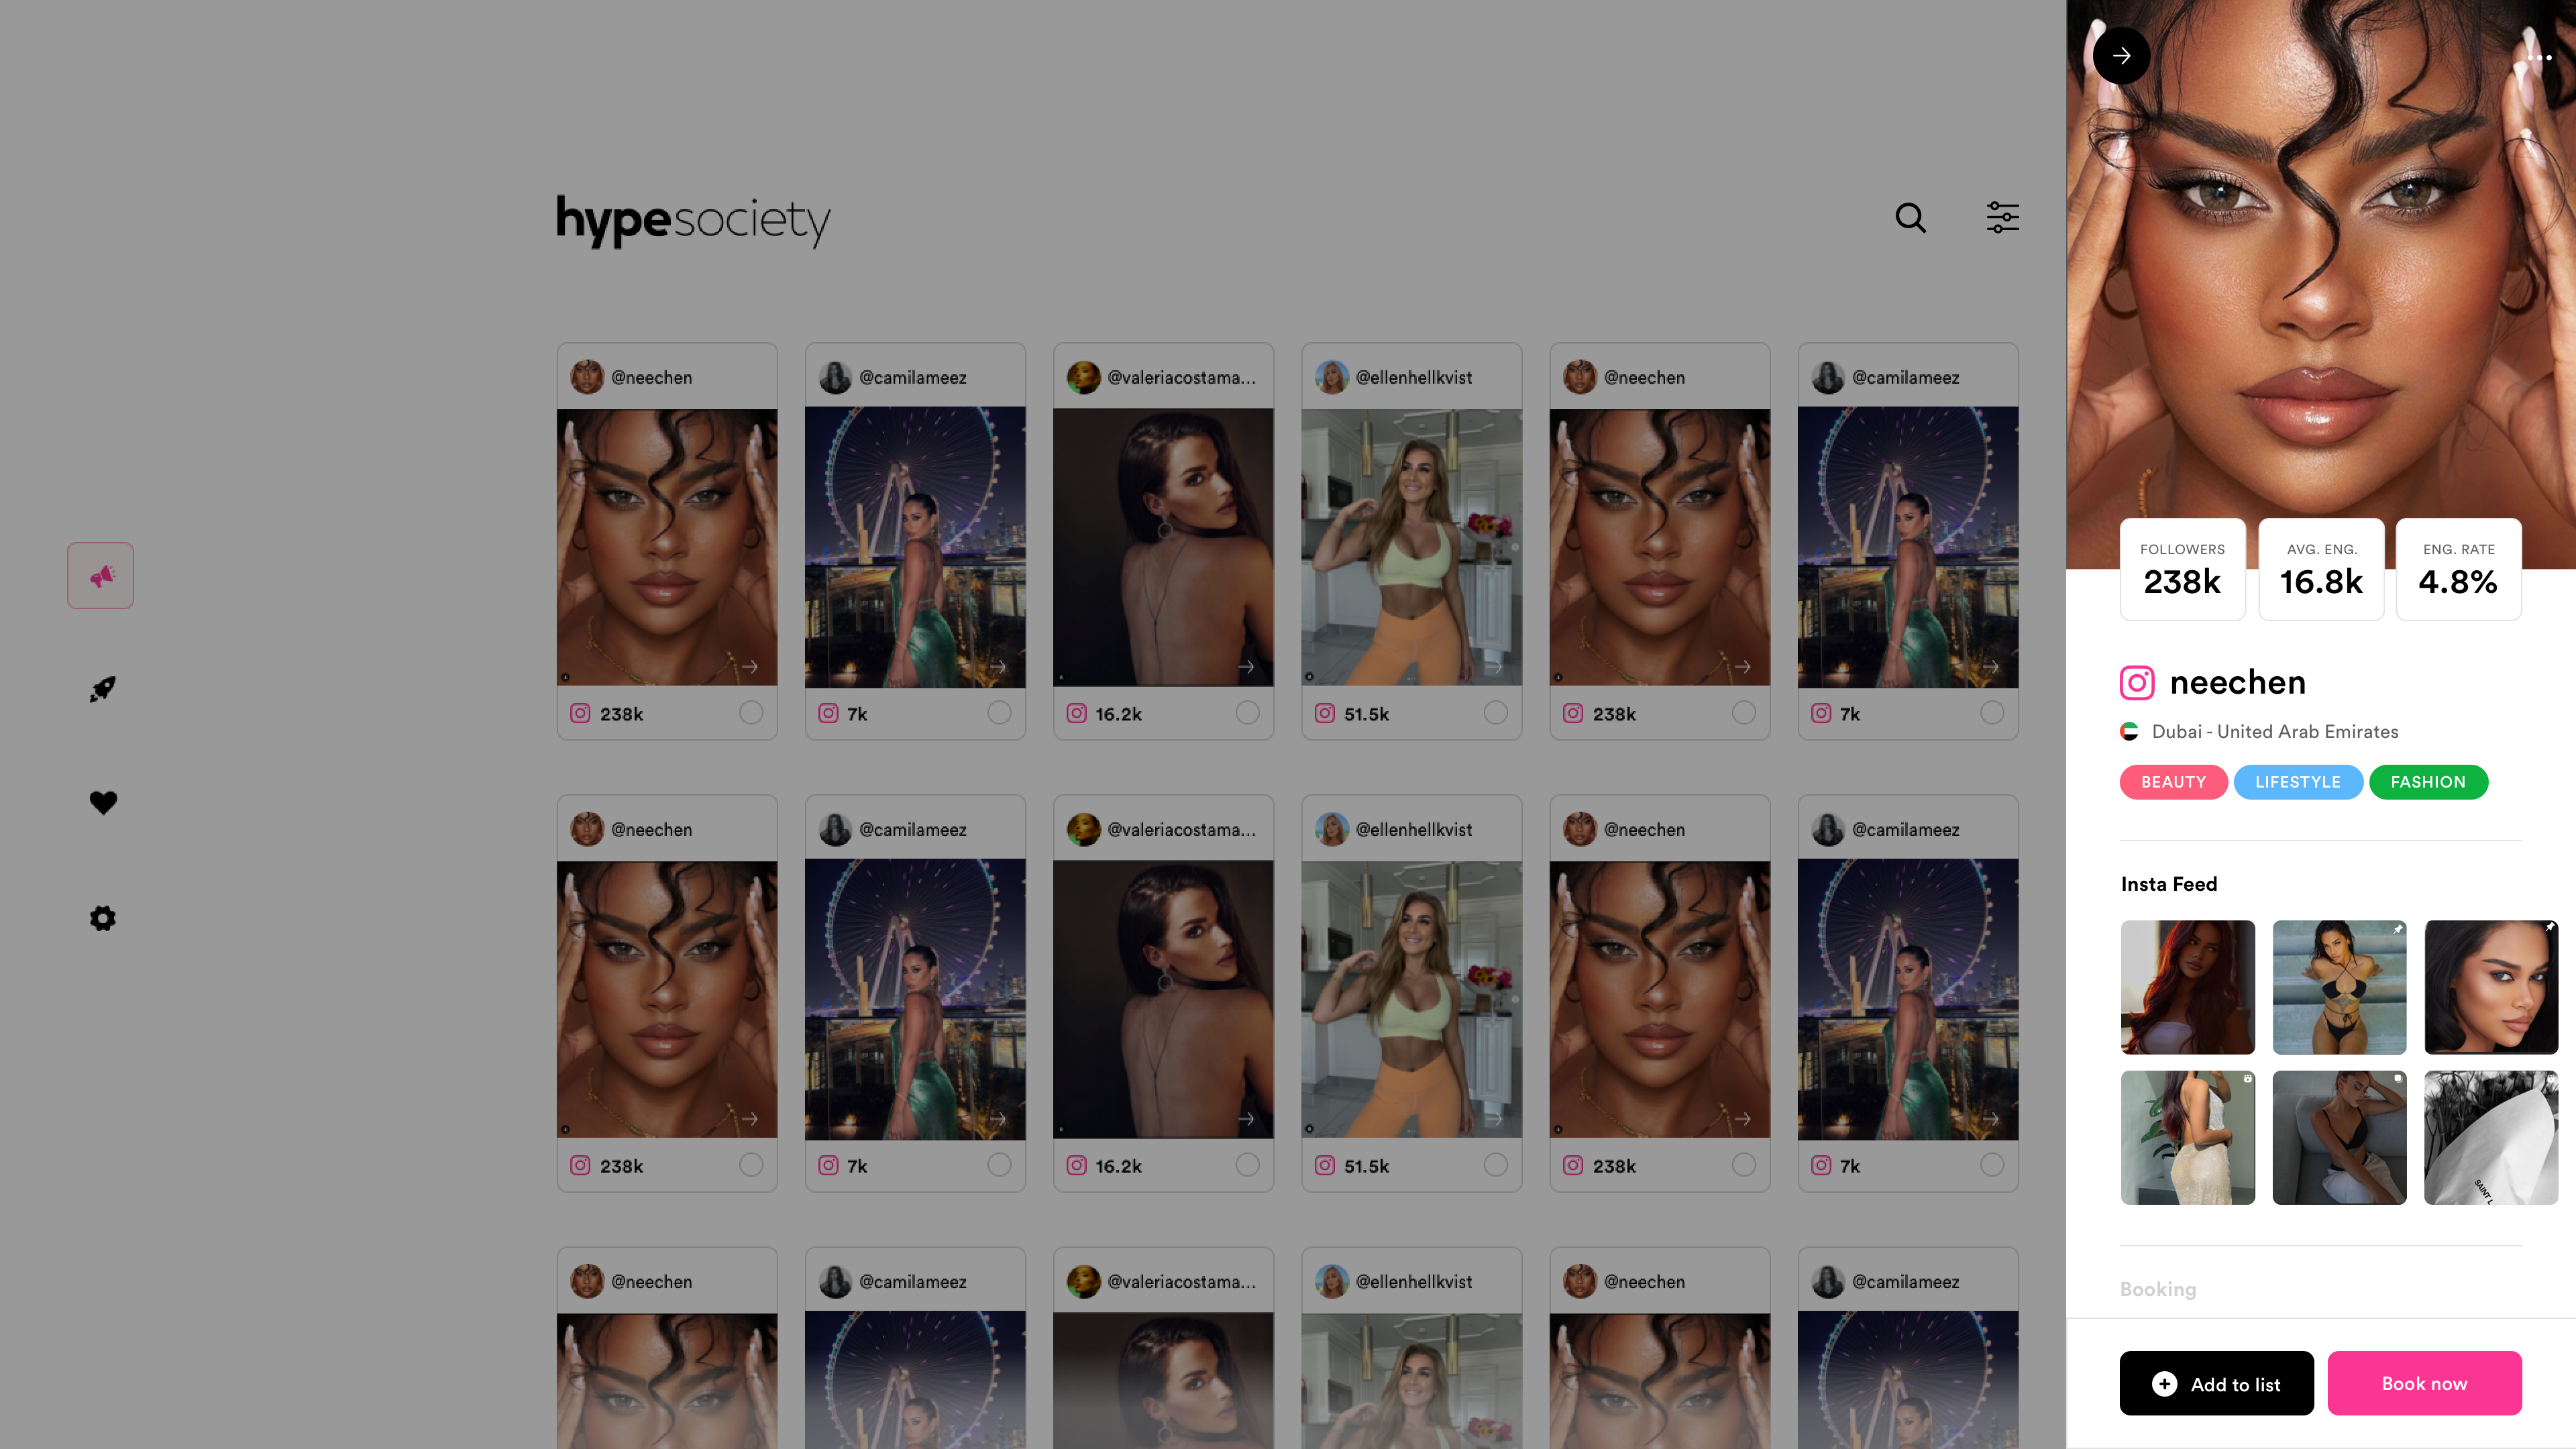 hypesociety
@neechen
@camilameez
@valeriacostama...
@ellenhellkvist
@neechen
@camilameez
238k
7k
16.2k
51.5k
238k
7k
@neechen
@camilameez
@valeriacostama...
@ellenhellkvist
@neechen
@camilameez
238k
7k
16.2k
51.5k
238k
7k
@neechen
@camilameez
@valeriacostama...
@ellenhellkvist
@neechen
@camilameez
FOLLOWERS
238k
AVG. ENG.
16.8k
ENG. RATE
4.8%
neechen
Dubai - United Arab Emirates
BEAUTY
LIFESTYLE
FASHION
Insta Feed
SAINT L
Booking
Add to list
Book now